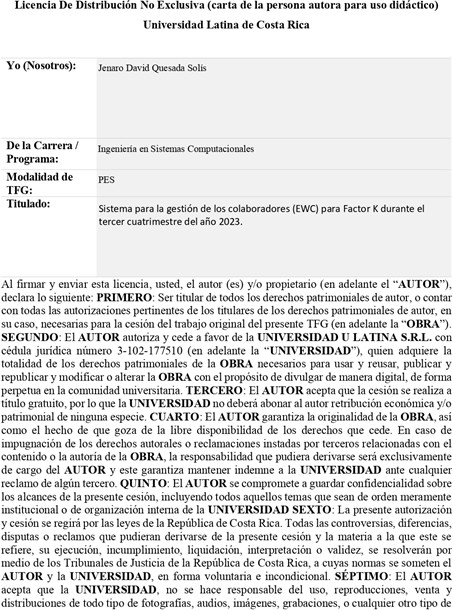 Licencia De Distribución No Exclusiva (carta de la persona autora para uso didáctico)
Universidad Latina de Costa Rica
Yo (Nosotros): Jenaro David Quesada Solís
De la Carrera / Programa: Ingeniería en Sistemas Computacionales
Modalidad de TFG: PES
Titulado: Sistema para la gestión de los colaboradores (EWC) para Factor K durante el
tercer cuatrimestre del año 2023.
Al firmar y enviar esta licencia, usted, el autor (es) y/o propietario (en adelante el “AUTOR”),
declara lo siguiente: PRIMERO: Ser titular de todos los derechos patrimoniales de autor, o contar
con todas las autorizaciones pertinentes de los titulares de los derechos patrimoniales de autor, en
su caso, necesarias para la cesión del trabajo original del presente TFG (en adelante la “OBRA”).
SEGUNDO: El AUTOR autoriza y cede a favor de la UNIVERSIDAD U LATINA S.R.L. con
cédula jurídica número 3-102-177510 (en adelante la “UNIVERSIDAD”), quien adquiere la
totalidad de los derechos patrimoniales de la OBRA necesarios para usar y reusar, publicar y
republicar y modificar o alterar la OBRA con el propósito de divulgar de manera digital, de forma
perpetua en la comunidad universitaria. TERCERO: El AUTOR acepta que la cesión se realiza a
título gratuito, por lo que la UNIVERSIDAD no deberá abonar al autor retribución económica y/o
patrimonial de ninguna especie. CUARTO: El AUTOR garantiza la originalidad de la OBRA, así
como el hecho de que goza de la libre disponibilidad de los derechos que cede. En caso de
impugnación de los derechos autorales o reclamaciones instadas por terceros relacionadas con el
contenido o la autoría de la OBRA, la responsabilidad que pudiera derivarse será exclusivamente
de cargo del AUTOR y este garantiza mantener indemne a la UNIVERSIDAD ante cualquier
reclamo de algún tercero. QUINTO: El AUTOR se compromete a guardar confidencialidad sobre
los alcances de la presente cesión, incluyendo todos aquellos temas que sean de orden meramente
institucional o de organización interna de la UNIVERSIDAD SEXTO: La presente autorización
y cesión se regirá por las leyes de la República de Costa Rica. Todas las controversias, diferencias,
disputas o reclamos que pudieran derivarse de la presente cesión y la materia a la que este se
refiere, su ejecución, incumplimiento, liquidación, interpretación o validez, se resolverán por
medio de los Tribunales de Justicia de la República de Costa Rica, a cuyas normas se someten el
AUTOR y la UNIVERSIDAD, en forma voluntaria e incondicional. SÉPTIMO: El AUTOR
acepta que la UNIVERSIDAD, no se hace responsable del uso, reproducciones, venta y
distribuciones de todo tipo de fotografías, audios, imágenes, grabaciones, o cualquier otro tipo de